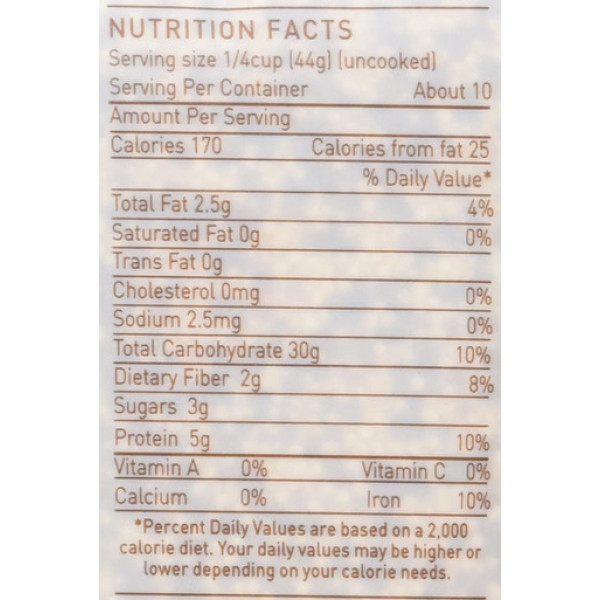 NUTRITION FACTS
Serving size 1/4cup (44g) (uncooked)
Serving Per Container About 10
Amount Per Serving
Calories 170 Calories from fat 25
% Daily Value*
Total Fat 2.5g 4%
Saturated Fat 0g 0%
Trans Fat 0g
Cholesterol 0mg 0%
Sodium 2.5mg 0%
Total Carbohydrate 30g 10%
Dietary Fiber 2g 8%
Sugars 3g
Protein 5g 10%
Vitamin A 0% Vitamin C 0%
Calcium 0% Iron 10%
*Percent Daily Values are based on a 2,000
calorie diet. Your daily values may be higher or
lower depending on your calorie needs.